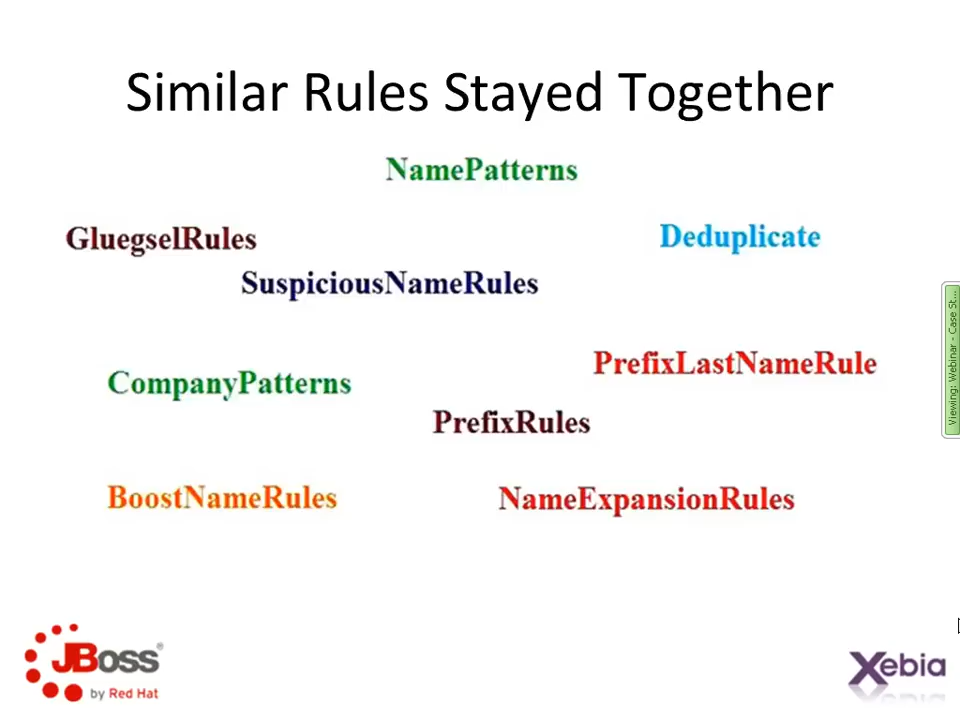 Similar Rules Stayed Together
NamePatterns
GluegselRules
Deduplicate
SuspiciousNameRules
PrefixLastNameRule
CompanyPatterns
PrefixRules
BoostNameRules
NameExpansionRules
Viewing: Webinar - Case St...
JBoss®
by Red Hat
Xebia